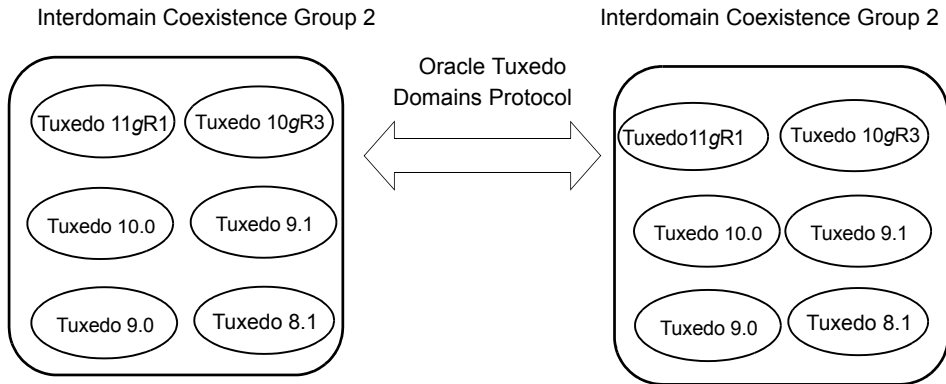 Interdomain Coexistence Group 2
Interdomain Coexistence Group 2
Oracle Tuxedo
Domains Protocol
Tuxedo 11gR1
Tuxedo 10gR3
Tuxedo 10.0
Tuxedo 9.1
Tuxedo 9.0
Tuxedo 8.1
Tuxedo11gR1
Tuxedo 10gR3
Tuxedo 10.0
Tuxedo 9.1
Tuxedo 9.0
Tuxedo 8.1